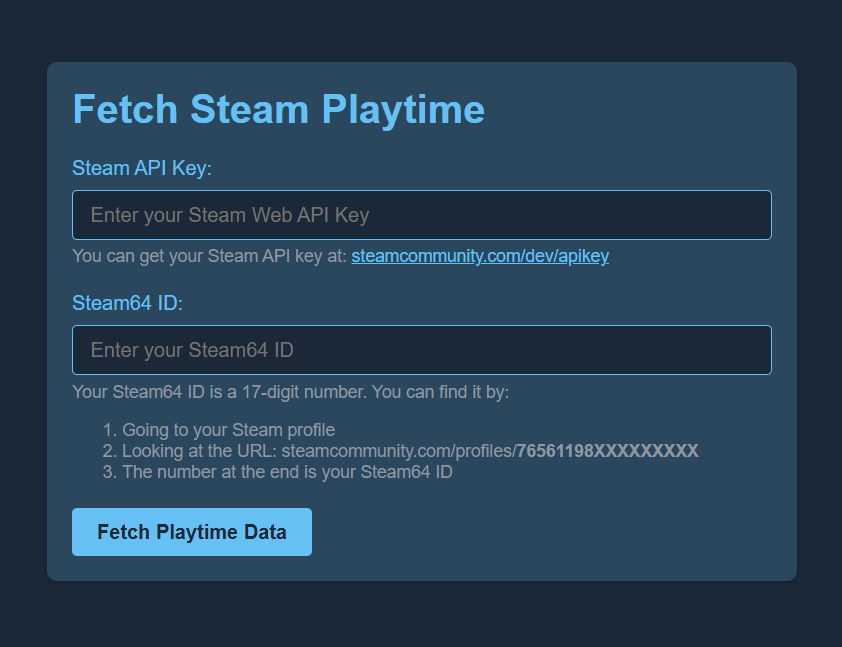 Fetch Steam Playtime
Steam API Key:
Enter your Steam Web API Key
You can get your Steam API key at: steamcommunity.com/dev/apikey
Steam64 ID:
Enter your Steam64 ID
Your Steam64 ID is a 17-digit number. You can find it by:
1. Going to your Steam profile
2. Looking at the URL: steamcommunity.com/profiles/76561198XXXXXXXXX
3. The number at the end is your Steam64 ID
Fetch Playtime Data